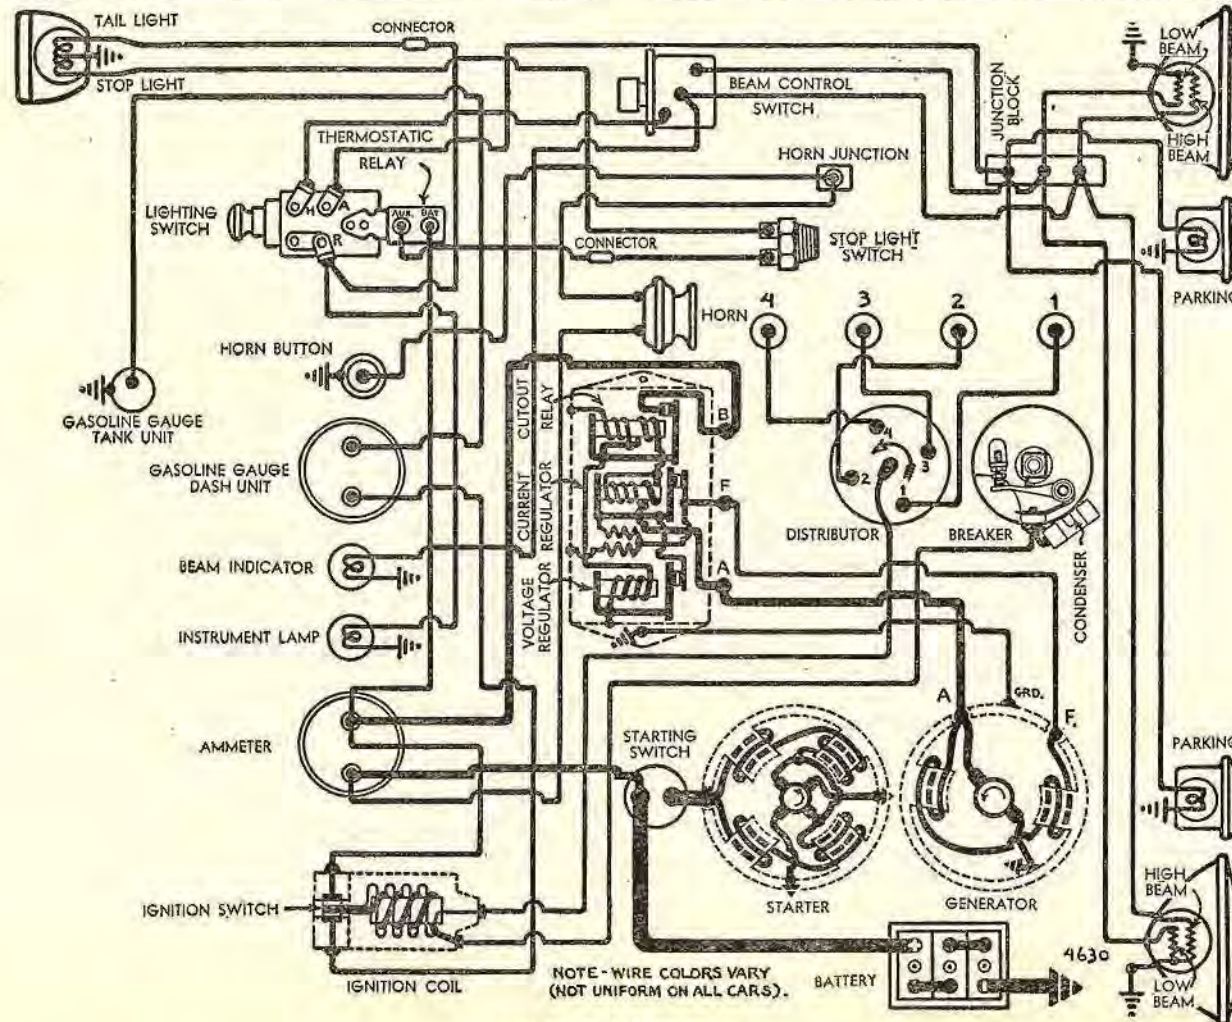 TAIL LIGHT
CONNECTOR
STOP LIGHT
LOW
BEAM
BEAM CONTROL
SWITCH
JUNCTION
BLOCK
HIGH
BEAM
THERMOSTATIC
RELAY
HORN JUNCTION
LIGHTING
SWITCH
H
A
R
AUX. BAT
CONNECTOR
STOP LIGHT
SWITCH
PARKING
HORN
4
3
2
1
HORN BUTTON
GASOLINE GAUGE
TANK UNIT
CUTOUT
RELAY
B
GASOLINE GAUGE
DASH UNIT
CURRENT
REGULATOR
F
4
3
2
1
DISTRIBUTOR
BREAKER
CONDENSER
BEAM INDICATOR
VOLTAGE
REGULATOR
A
INSTRUMENT LAMP
AMMETER
STARTING
SWITCH
A
GRD.
F.
PARKING
IGNITION SWITCH
STARTER
GENERATOR
HIGH
BEAM
IGNITION COIL
NOTE - WIRE COLORS VARY
(NOT UNIFORM ON ALL CARS).
BATTERY
4630
LOW
BEAM